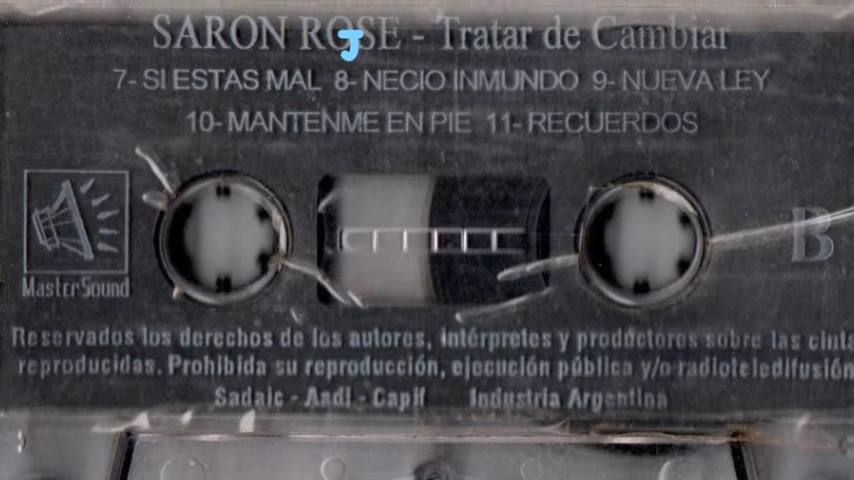 SARON ROSE - Tratar de Cambiar
J
7- SI ESTAS MAL 8- NECIO INMUNDO 9- NUEVA LEY
10- MANTENME EN PIE 11- RECUERDOS
B
MasterSound
Reservados los derechos de los autores, intérpretes y productores sobre las cinta
reproducidas. Prohibida su reproducción, ejecución pública y/o radioteledifusión
Sadaic - Aadi - Capif Industria Argentina